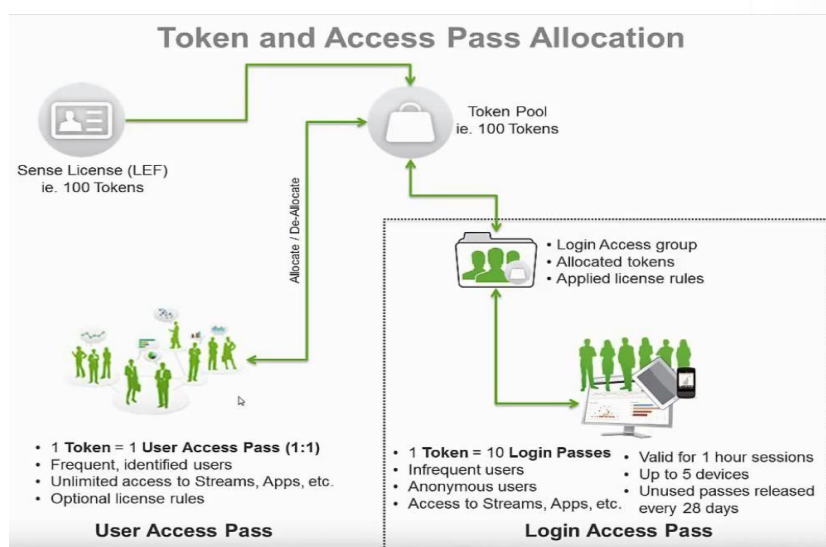 Token and Access Pass Allocation
Sense License (LEF)
ie. 100 Tokens
Token Pool
ie. 100 Tokens
Allocate / De-Allocate
• Login Access group
• Allocated tokens
• Applied license rules
• 1 Token = 1 User Access Pass (1:1)
• Frequent, identified users
• Unlimited access to Streams, Apps, etc.
• Optional license rules
User Access Pass
• 1 Token = 10 Login Passes
• Infrequent users
• Anonymous users
• Access to Streams, Apps, etc.
• Valid for 1 hour sessions
• Up to 5 devices
• Unused passes released
every 28 days
Login Access Pass